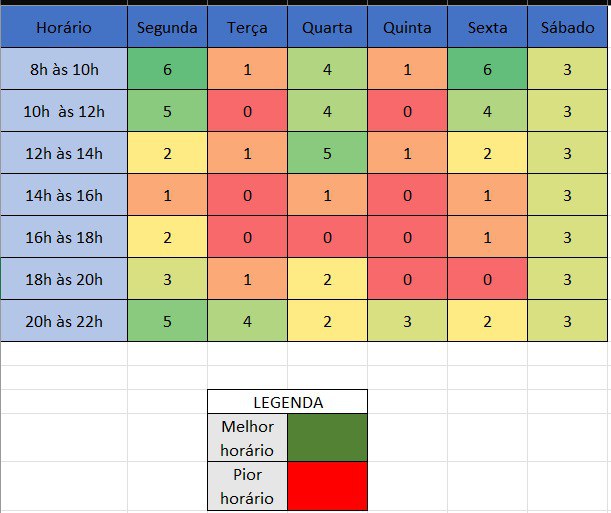 Horário Segunda Terça Quarta Quinta Sexta Sábado
8h às 10h 6 1 4 1 6 3
10h às 12h 5 0 4 0 4 3
12h às 14h 2 1 5 1 2 3
14h às 16h 1 0 1 0 1 3
16h às 18h 2 0 0 0 1 3
18h às 20h 3 1 2 0 0 3
20h às 22h 5 4 2 3 2 3
LEGENDA
Melhor
horário
Pior
horário